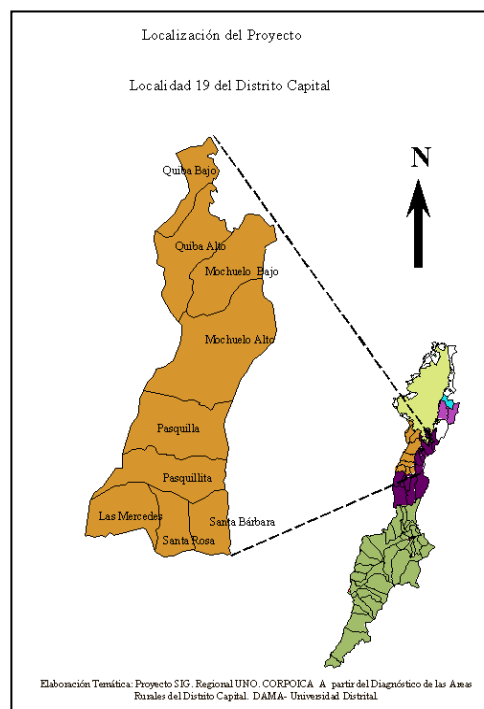 Localización del Proyecto
Localidad 19 del Distrito Capital
N
Quiba Bajo
Quiba Alto
Mochuelo Bajo
Mochuelo Alto
Pasquilla
Pasquillita
Las Mercedes
Santa Bárbara
Santa Rosa
Elaboración Temática: Proyecto SIG. Regional UNO. CORPOICA A partir del Diagnóstico de las Areas
Rurales del Distrito Capital. DAMA- Universidad Distrital.